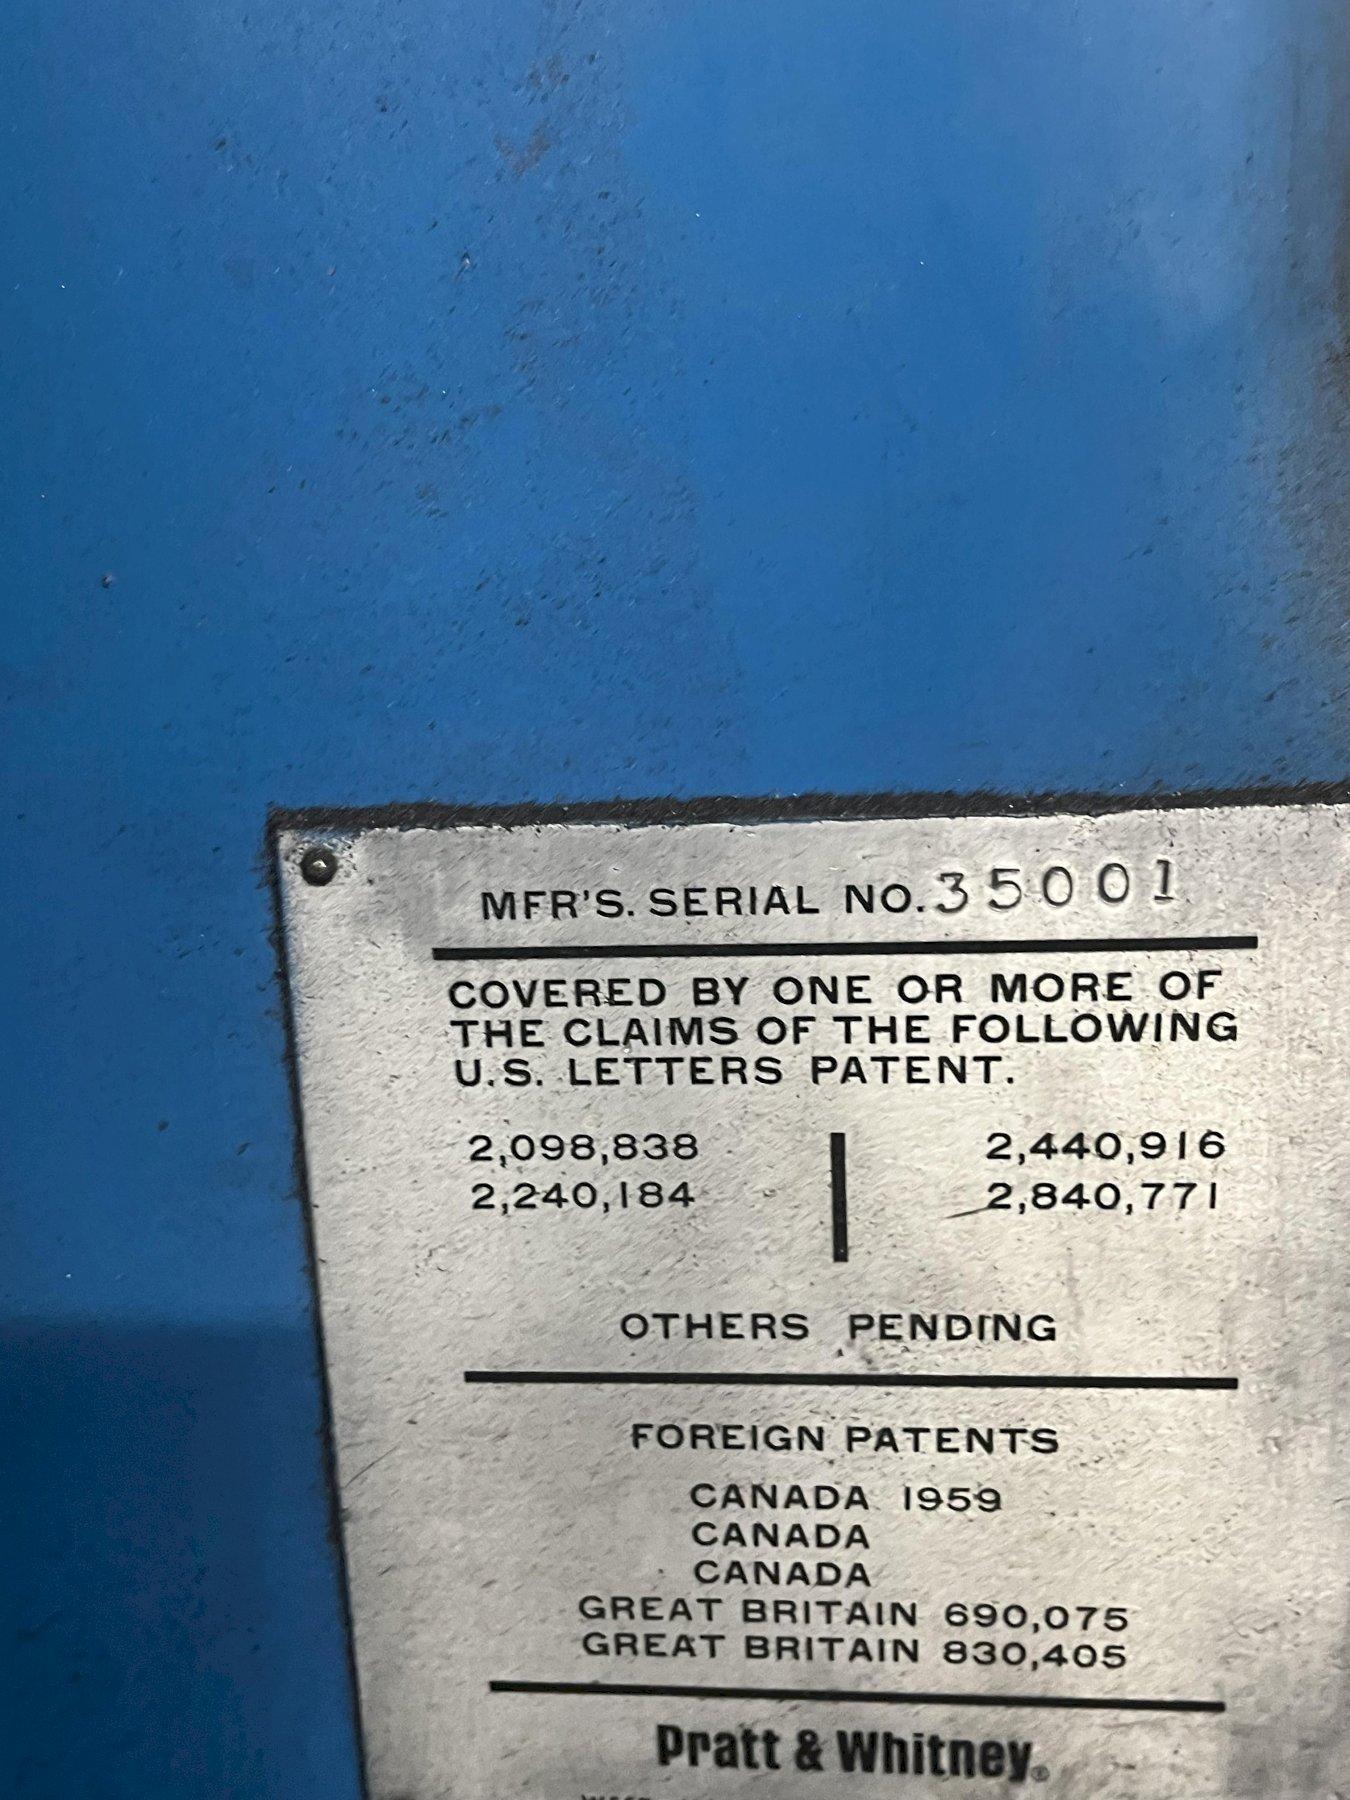 MFR'S. SERIAL NO. 35001
COVERED BY ONE OR MORE OF
THE CLAIMS OF THE FOLLOWING
U.S. LETTERS PATENT.
2,098,838 2,440,916
2,240,184 2,840,771
OTHERS PENDING
FOREIGN PATENTS
CANADA 1959
CANADA
CANADA
GREAT BRITAIN 690,075
GREAT BRITAIN 830,405
Pratt & Whitney®